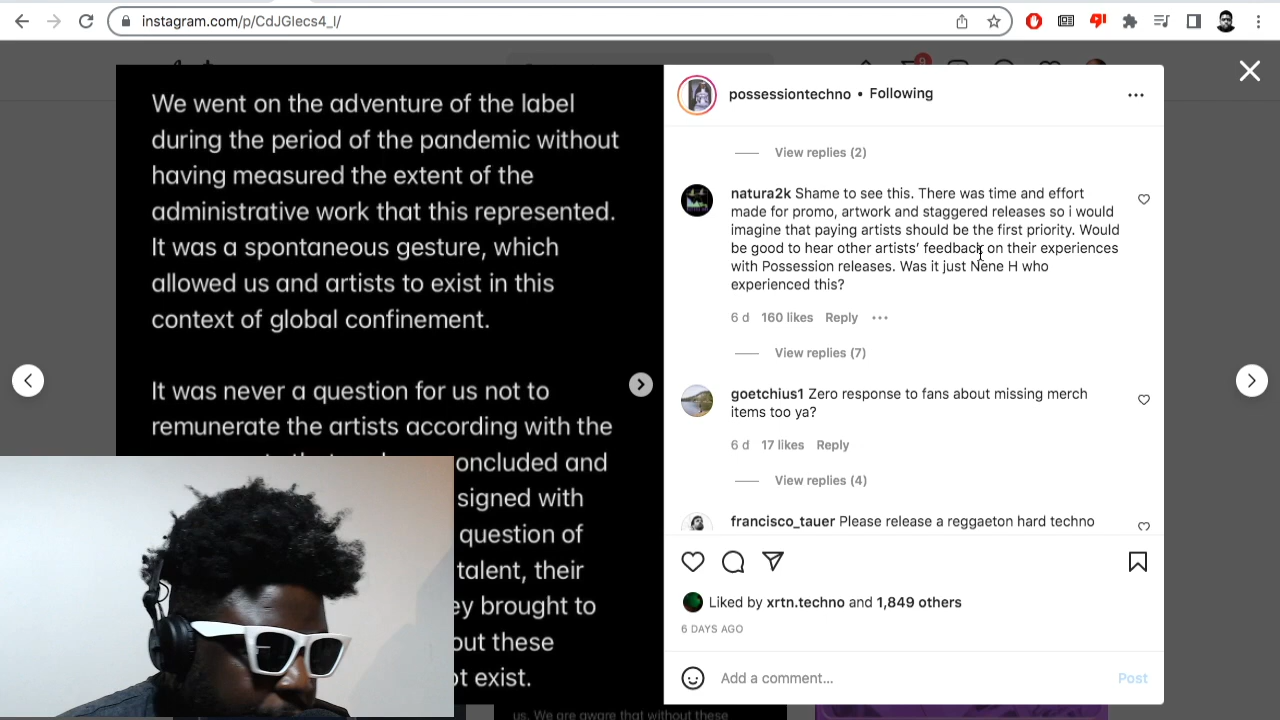 instagram.com/p/CdJGIecs4_l/
9
We went on the adventure of the label
during the period of the pandemic without
having measured the extent of the
administrative work that this represented.
It was a spontaneous gesture, which
allowed us and artists to exist in this
context of global confinement.
It was never a question for us not to
remunerate the artists according with the
oncluded and
signed with
question of
talent, their
ey brought to
out these
ot exist.
us. We are aware that without these
possessiontechno • Following
View replies (2)
natura2k Shame to see this. There was time and effort
made for promo, artwork and staggered releases so i would
imagine that paying artists should be the first priority. Would
be good to hear other artists' feedback on their experiences
with Possession releases. Was it just Nene H who
experienced this?
6 d 160 likes Reply
View replies (7)
goetchius1 Zero response to fans about missing merch
items too ya?
6 d 17 likes Reply
View replies (4)
francisco_tauer Please release a reggaeton hard techno
Liked by xrtn.techno and 1,849 others
6 DAYS AGO
Add a comment...
Post